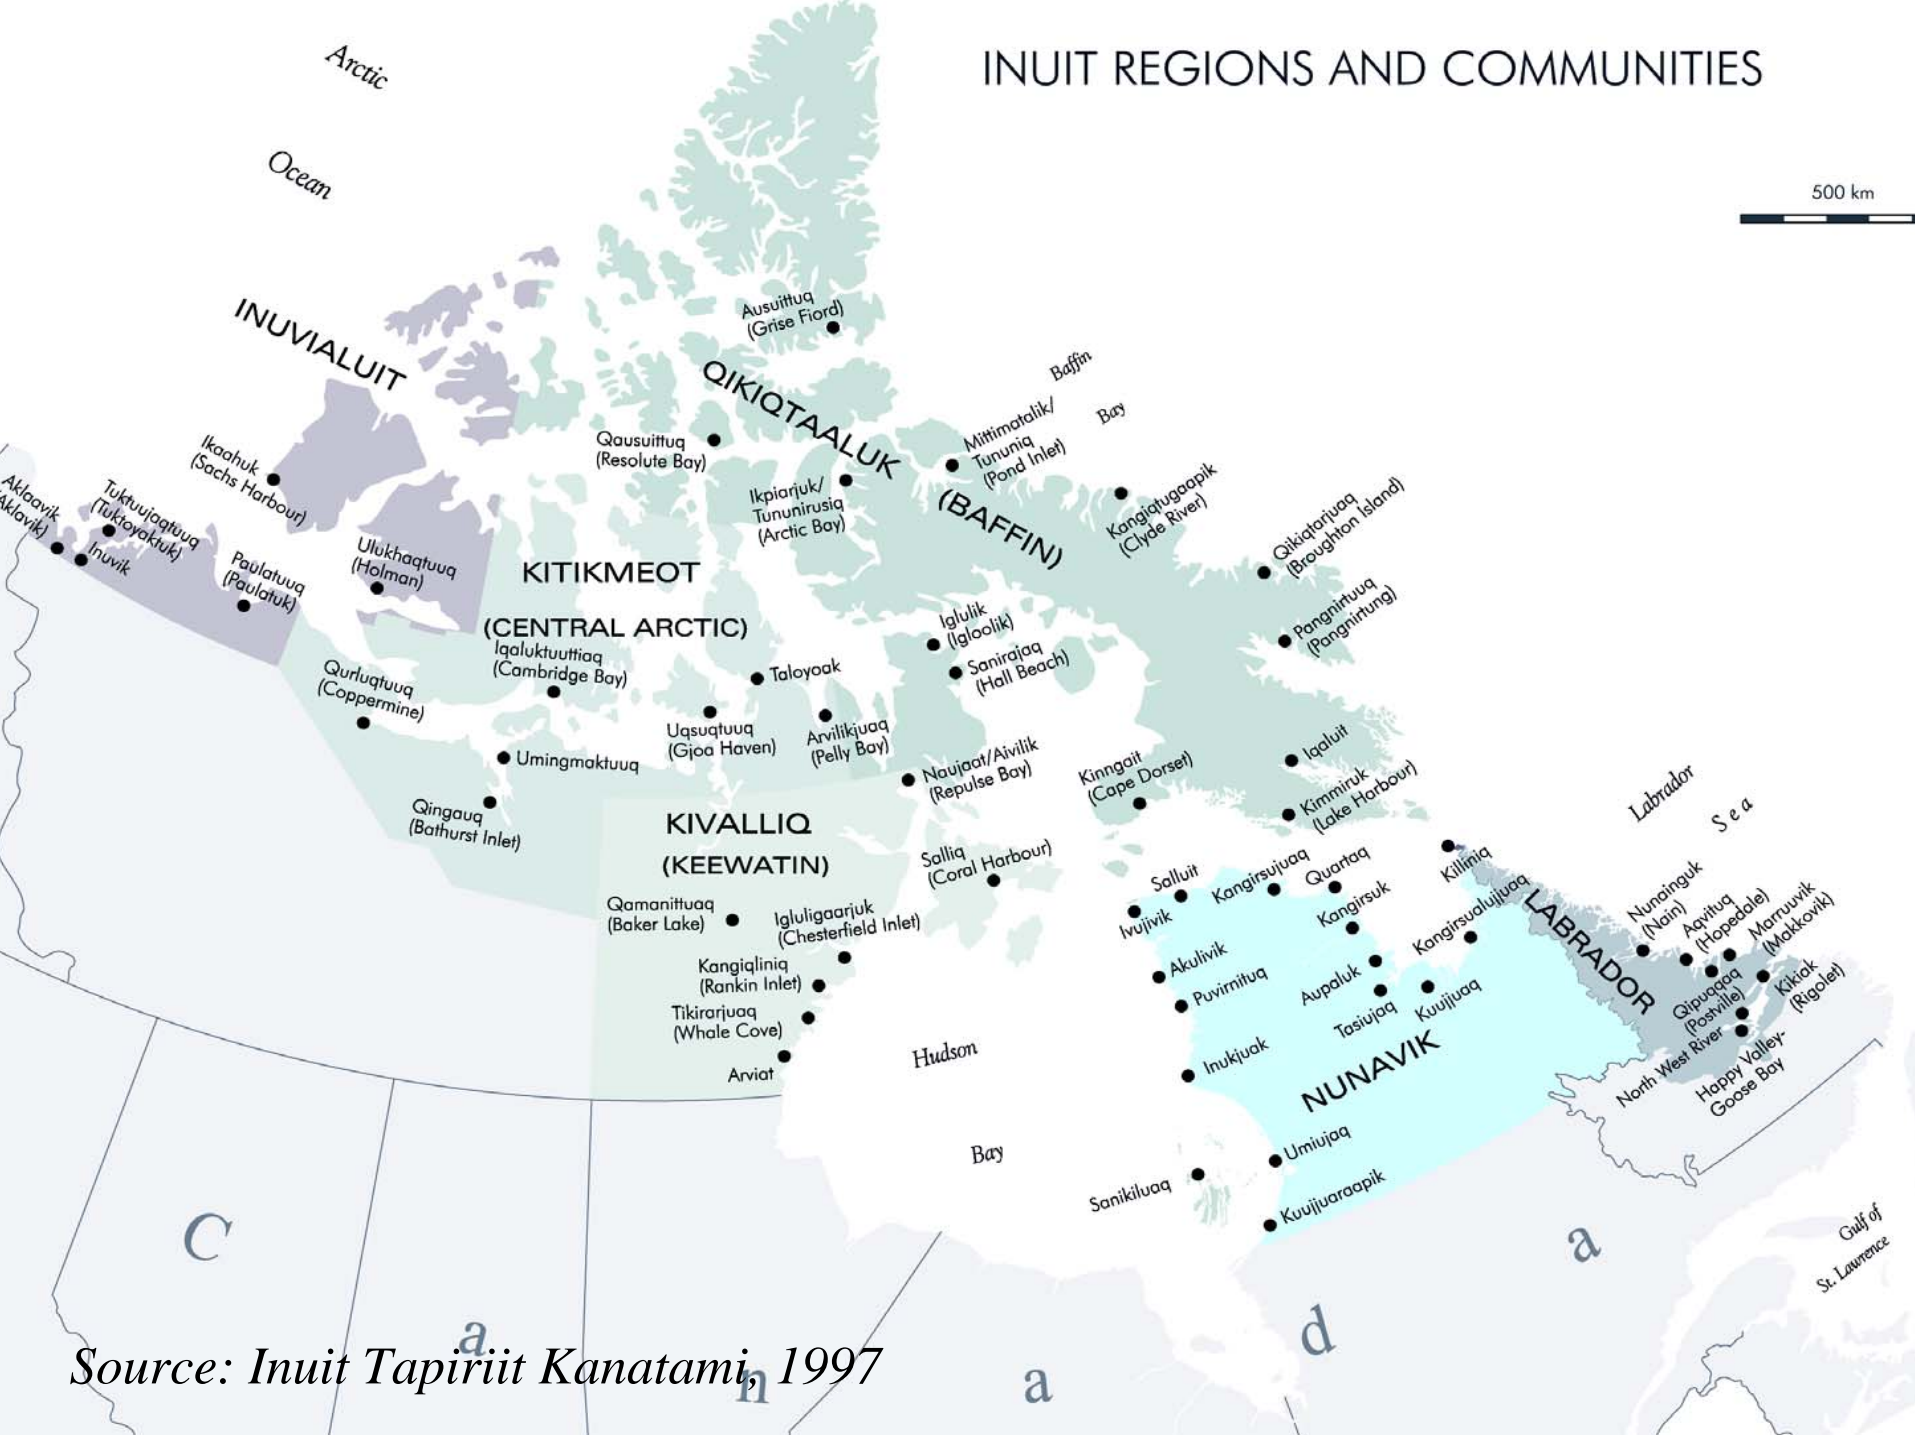 INUIT REGIONS AND COMMUNITIES
500 km
Arctic
Ocean
INUVIALUIT
Ausuittuq
(Grise Fiord)
QIKIQTAALUK
(BAFFIN)
Baffin
Bay
Mittimatalik/
Tununiq
(Pond Inlet)
Qausuittuq
(Resolute Bay)
Ikpiarjuk/
Tununirusiq
(Arctic Bay)
Kangiqtugaapik
(Clyde River)
Qikiqtarjuaq
(Broughton Island)
Pangnirtuuq
(Pangnirtung)
Ikaahuk
(Sachs Harbour)
Aklaavik
Aklavik)
Tuktuujaqtuuq
(Tuktoyaktuk)
Inuvik
Paulatuuq
(Paulatuk)
Ulukhaqtuuq
(Holman)
KITIKMEOT
(CENTRAL ARCTIC)
Iqaluktuuttiaq
(Cambridge Bay)
Qurluqtuuq
(Coppermine)
Taloyoak
Iglulik
(Igloolik)
Sanirajaq
(Hall Beach)
Uqsuqtuuq
(Gjoa Haven)
Arvilikjuaq
(Pelly Bay)
Umingmaktuuq
Qingauq
(Bathurst Inlet)
Naujaat/Aivilik
(Repulse Bay)
Kinngait
(Cape Dorset)
Iqaluit
Kimmiruk
(Lake Harbour)
Labrador
Sea
KIVALLIQ
(KEEWATIN)
Salliq
(Coral Harbour)
Qamanittuaq
(Baker Lake)
Igluligaarjuk
(Chesterfield Inlet)
Kangiqliniq
(Rankin Inlet)
Tikirarjuaq
(Whale Cove)
Arviat
Hudson
Bay
Salluit
Ivujivik
Kangirsujuaq
Quartaq
Kangirsuk
Killiniq
Kangirsualujjuaq
Akulivik
Puvirnituq
Aupaluk
Tasiujaq
Kuujjuaq
Inukjuak
NUNAVIK
Umiujaq
Sanikiluaq
Kuujjuaraapik
LABRADOR
Nunainguk
(Nain)
Aqvituq
(Hopedale)
Marruuvik
(Makkovik)
Qipuqqaq
(Postville)
Kikiak
(Rigolet)
North West River
Happy Valley-
Goose Bay
Gulf of
St. Lawrence
C a n a d a
Source: Inuit Tapiriit Kanatami, 1997